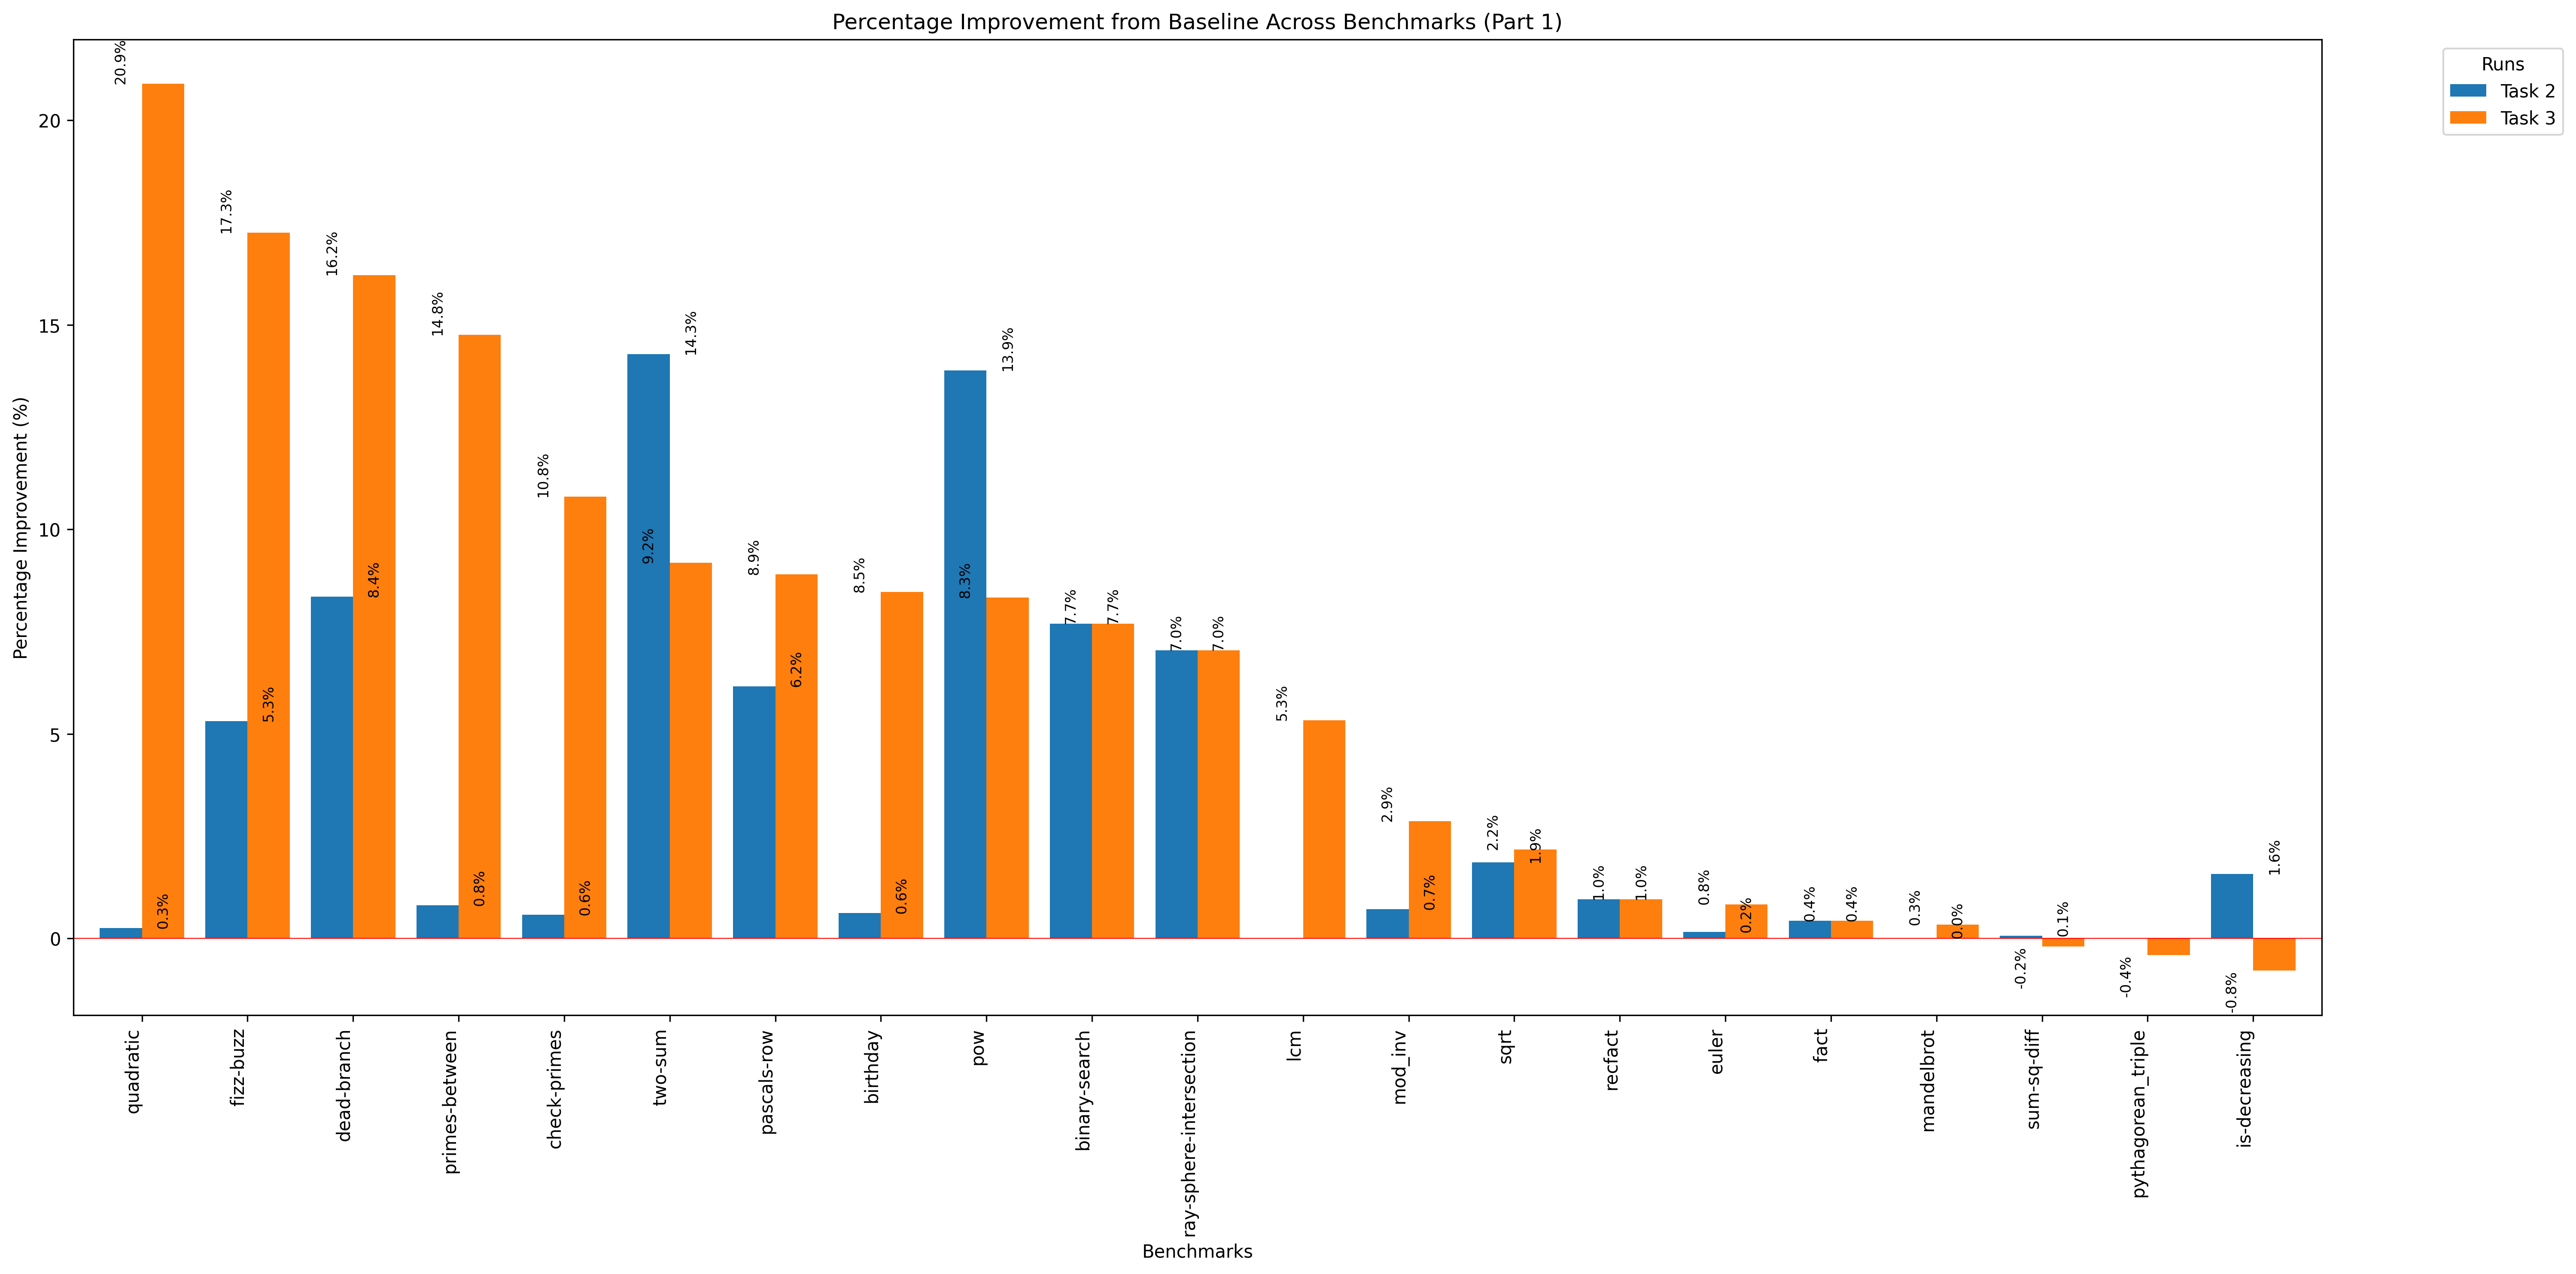 Percentage Improvement from Baseline Across Benchmarks (Part 1)
Runs
Task 2
Task 3
Percentage Improvement (%)
20
15
10
5
0
20.9%
0.3%
17.3%
5.3%
16.2%
8.4%
14.8%
0.8%
10.8%
0.6%
9.2%
14.3%
8.9%
6.2%
8.5%
0.6%
8.3%
13.9%
7.7%
7.7%
7.0%
7.0%
5.3%
2.9%
0.7%
2.2%
1.9%
1.0%
1.0%
0.8%
0.2%
0.4%
0.4%
0.3%
0.0%
-0.2%
0.1%
-0.4%
-0.8%
1.6%
quadratic
fizz-buzz
dead-branch
primes-between
check-primes
two-sum
pascals-row
birthday
pow
binary-search
ray-sphere-intersection
lcm
mod_inv
sqrt
recfact
euler
fact
mandelbrot
sum-sq-diff
pythagorean_triple
is-decreasing
Benchmarks